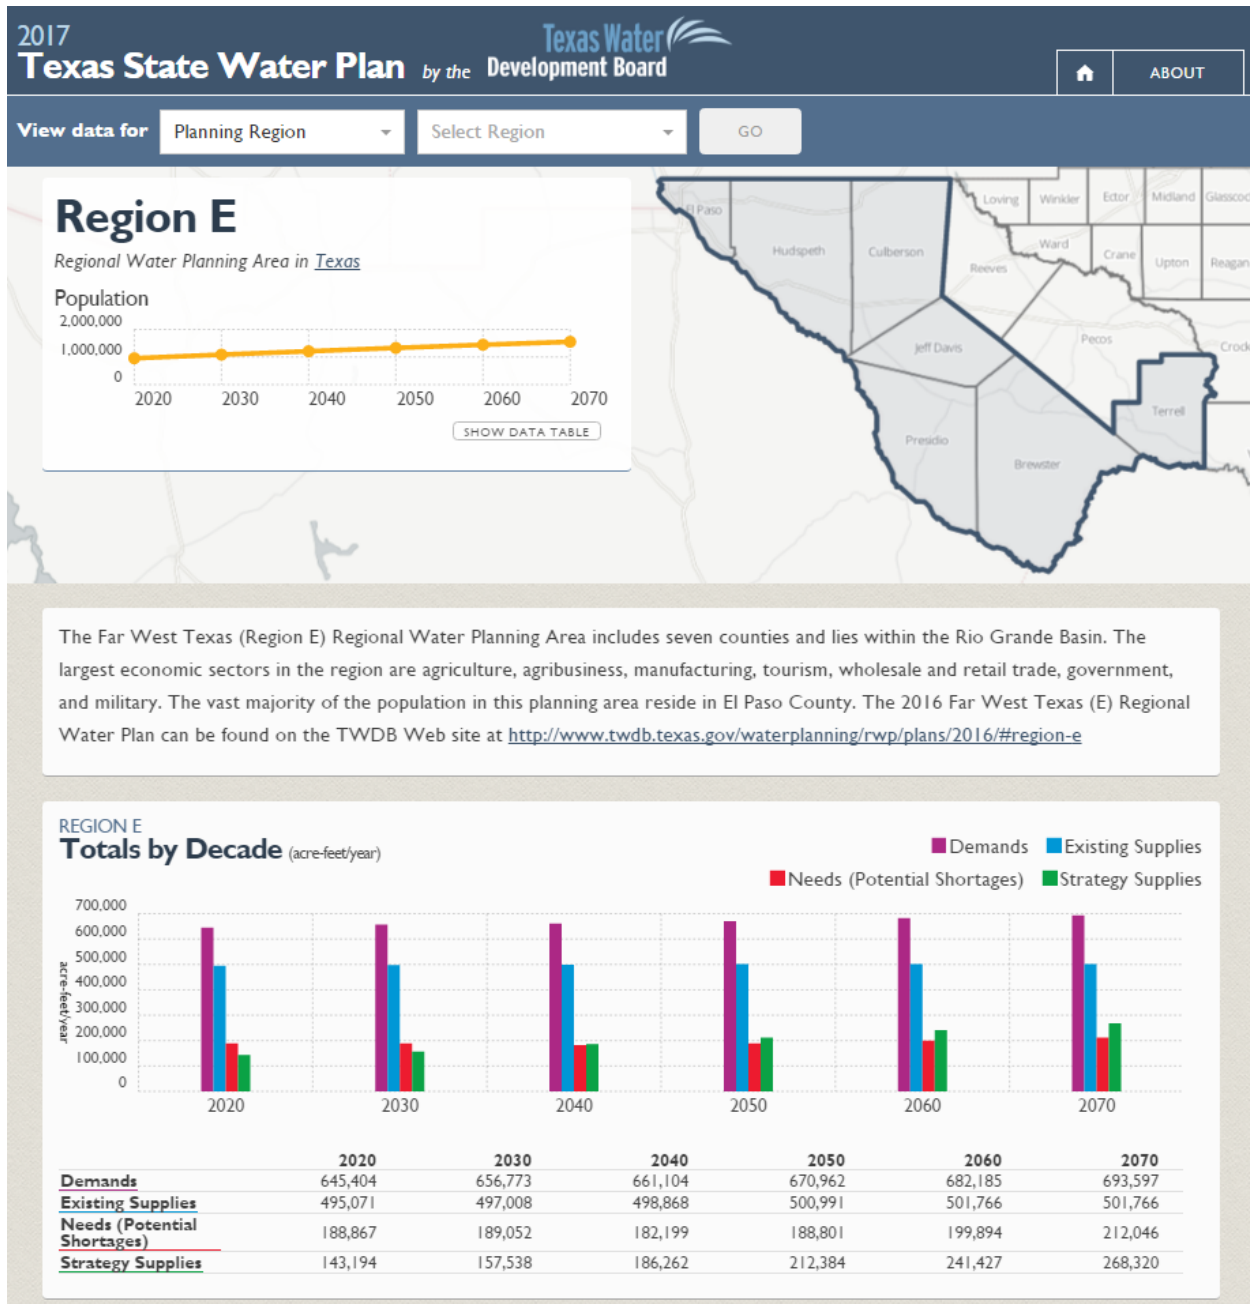 2017
Texas State Water Plan by the Texas Water Development Board
ABOUT
View data for Planning Region Select Region GO
Region E
Regional Water Planning Area in Texas
Population
2,000,000
1,000,000
0
2020 2030 2040 2050 2060 2070
SHOW DATA TABLE
El Paso
Hudspeth
Culberson
Jeff Davis
Presidio
Brewster
Terrell
Loving
Winkler
Ector
Midland
Glasscoc
Reeves
Ward
Crane
Upton
Reagan
Pecos
Crock
The Far West Texas (Region E) Regional Water Planning Area includes seven counties and lies within the Rio Grande Basin. The
largest economic sectors in the region are agriculture, agribusiness, manufacturing, tourism, wholesale and retail trade, government,
and military. The vast majority of the population in this planning area reside in El Paso County. The 2016 Far West Texas (E) Regional
Water Plan can be found on the TWDB Web site at http://www.twdb.texas.gov/waterplanning/rwp/plans/2016/#region-e
REGION E
Totals by Decade (acre-feet/year)
Demands Existing Supplies
Needs (Potential Shortages) Strategy Supplies
acre-feet/year
700,000
600,000
500,000
400,000
300,000
200,000
100,000
0
2020 2030 2040 2050 2060 2070
2020 2030 2040 2050 2060 2070
Demands 645,404 656,773 661,104 670,962 682,185 693,597
Existing Supplies 495,071 497,008 498,868 500,991 501,766 501,766
Needs (Potential
Shortages) 188,867 189,052 182,199 188,801 199,894 212,046
Strategy Supplies 143,194 157,538 186,262 212,384 241,427 268,320